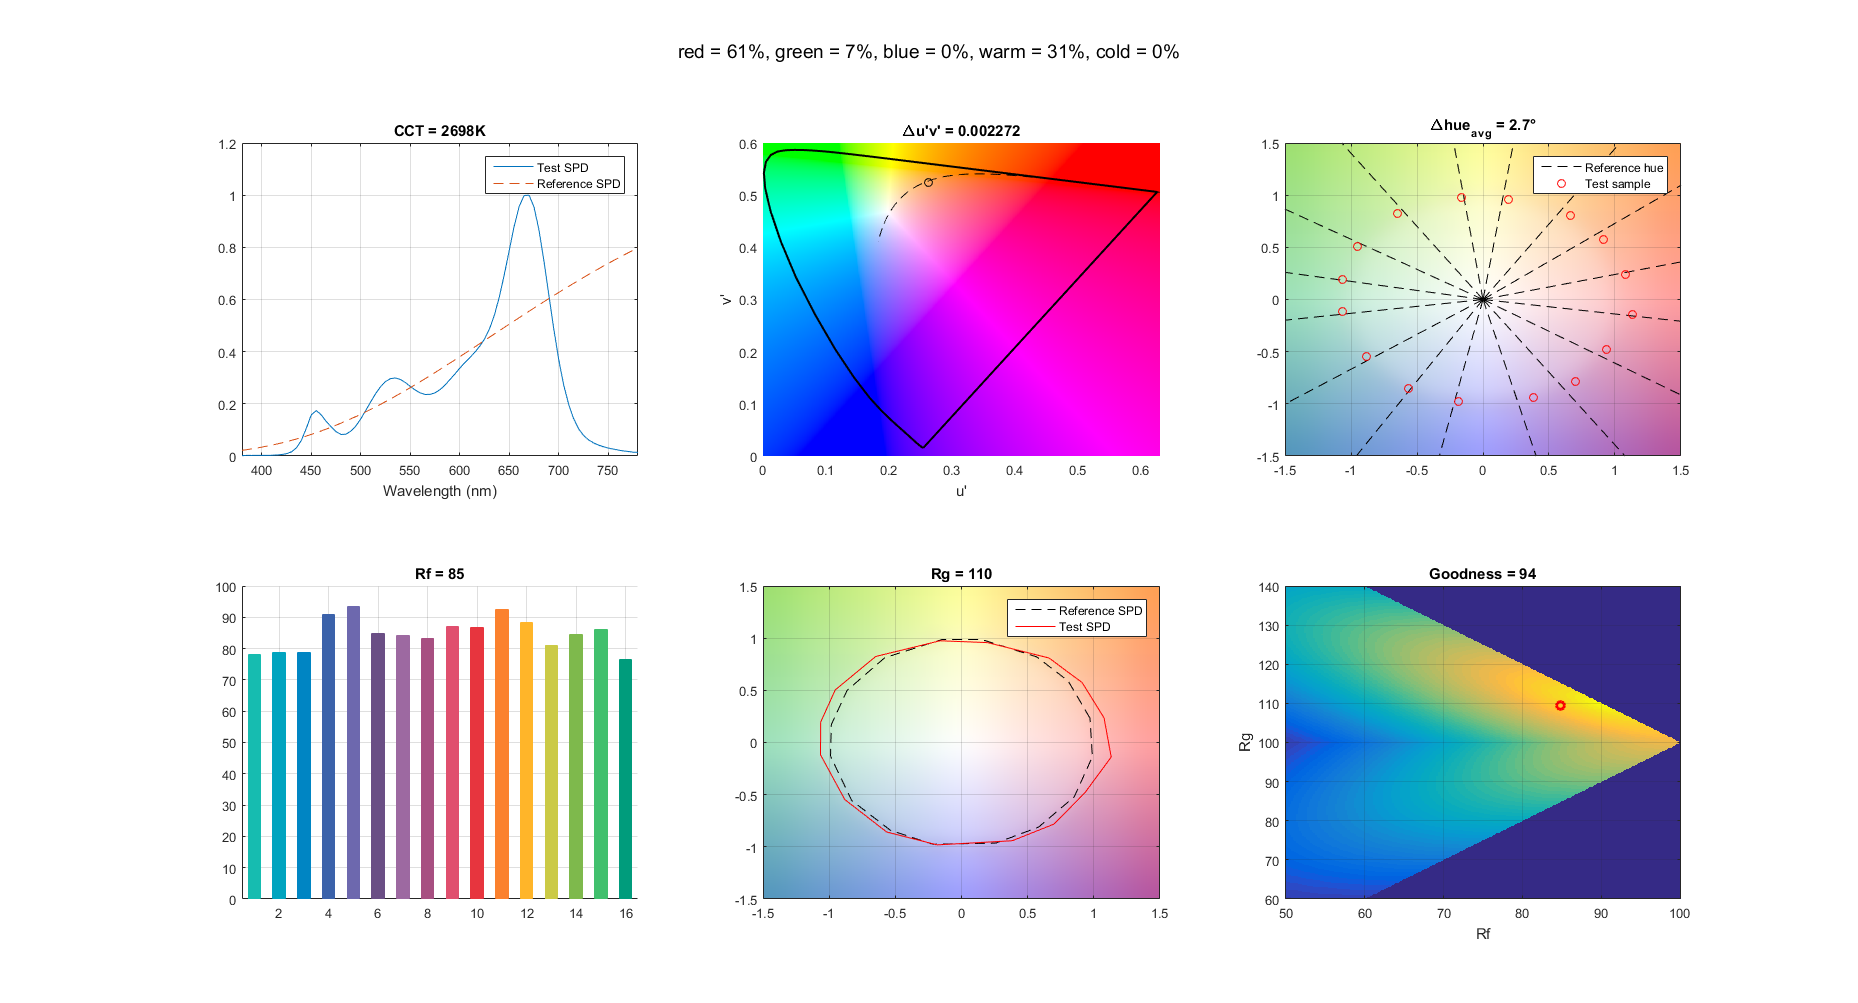 red = 61%, green = 7%, blue = 0%, warm = 31%, cold = 0%
CCT = 2698K
1.2
1
0.8
0.6
0.4
0.2
0
Test SPD
Reference SPD
400 450 500 550 600 650 700 750
Wavelength (nm)
Δu'v' = 0.002272
0.6
0.5
0.4
0.3
0.2
0.1
0
v'
0 0.1 0.2 0.3 0.4 0.5 0.6
u'
Δhueavg = 2.7°
1.5
1
0.5
0
-0.5
-1
-1.5
Reference hue
Test sample
-1.5 -1 -0.5 0 0.5 1 1.5
Rf = 85
100
90
80
70
60
50
40
30
20
10
0
2 4 6 8 10 12 14 16
Rg = 110
1.5
1
0.5
0
-0.5
-1
-1.5
Reference SPD
Test SPD
-1.5 -1 -0.5 0 0.5 1 1.5
Goodness = 94
140
130
120
110
100
90
80
70
60
Rg
50 60 70 80 90 100
Rf